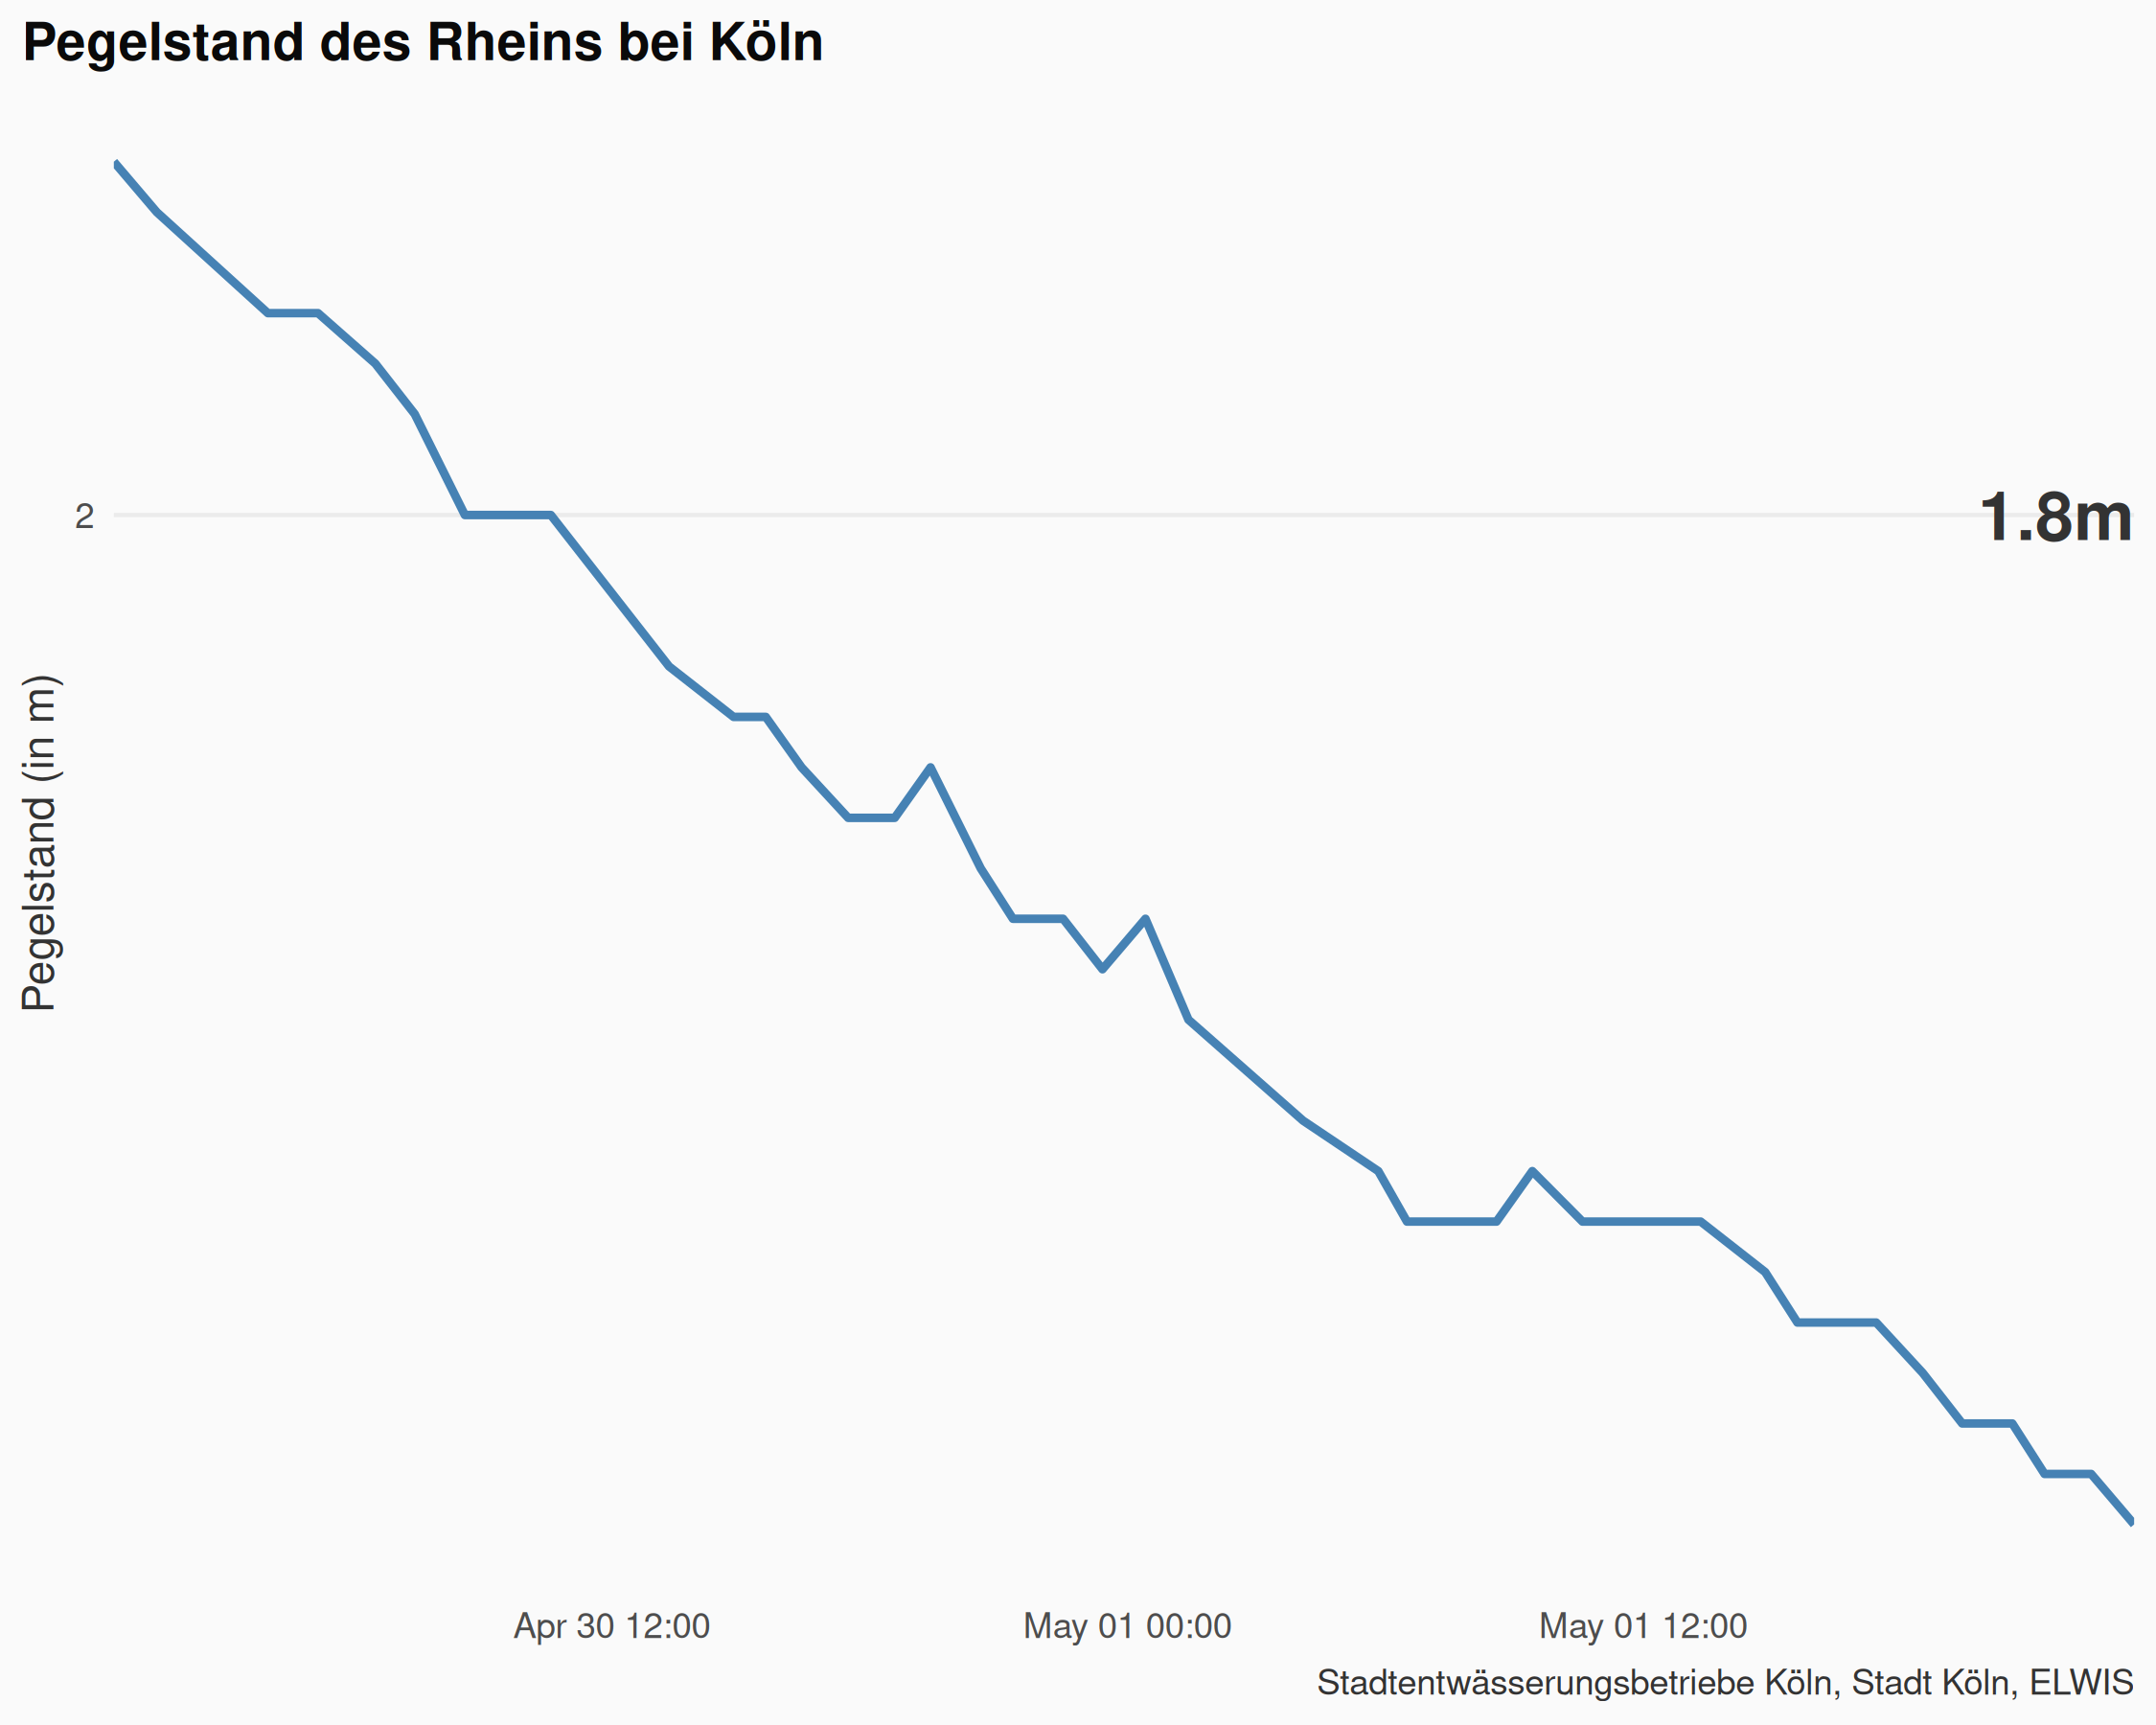 Pegelstand des Rheins bei Köln
2
1.8m
Pegelstand (in m)
Apr 30 12:00
May 01 00:00
May 01 12:00
Stadtentwässerungsbetriebe Köln, Stadt Köln, ELWIS